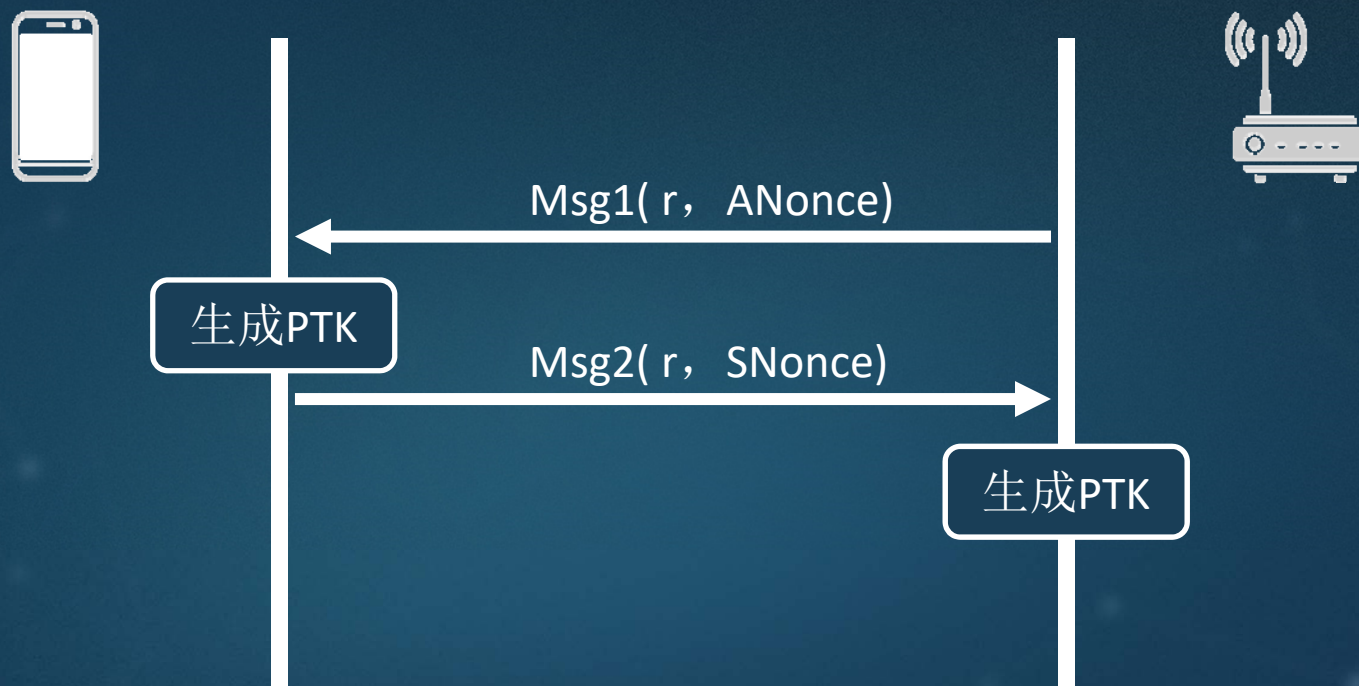 Msg1( r， ANonce)
生成PTK
Msg2( r， SNonce)
生成PTK